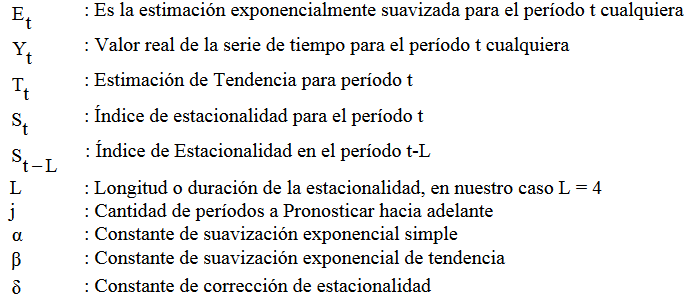 E_t : Es la estimación exponencialmente suavizada para el período t cualquiera
Y_t : Valor real de la serie de tiempo para el período t cualquiera
T_t : Estimación de Tendencia para período t
S_t : Índice de estacionalidad para el período t
S_{t-L} : Índice de Estacionalidad en el período t-L
L : Longitud o duración de la estacionalidad, en nuestro caso L = 4
j : Cantidad de períodos a Pronosticar hacia adelante
α : Constante de suavización exponencial simple
β : Constante de suavización exponencial de tendencia
δ : Constante de corrección de estacionalidad